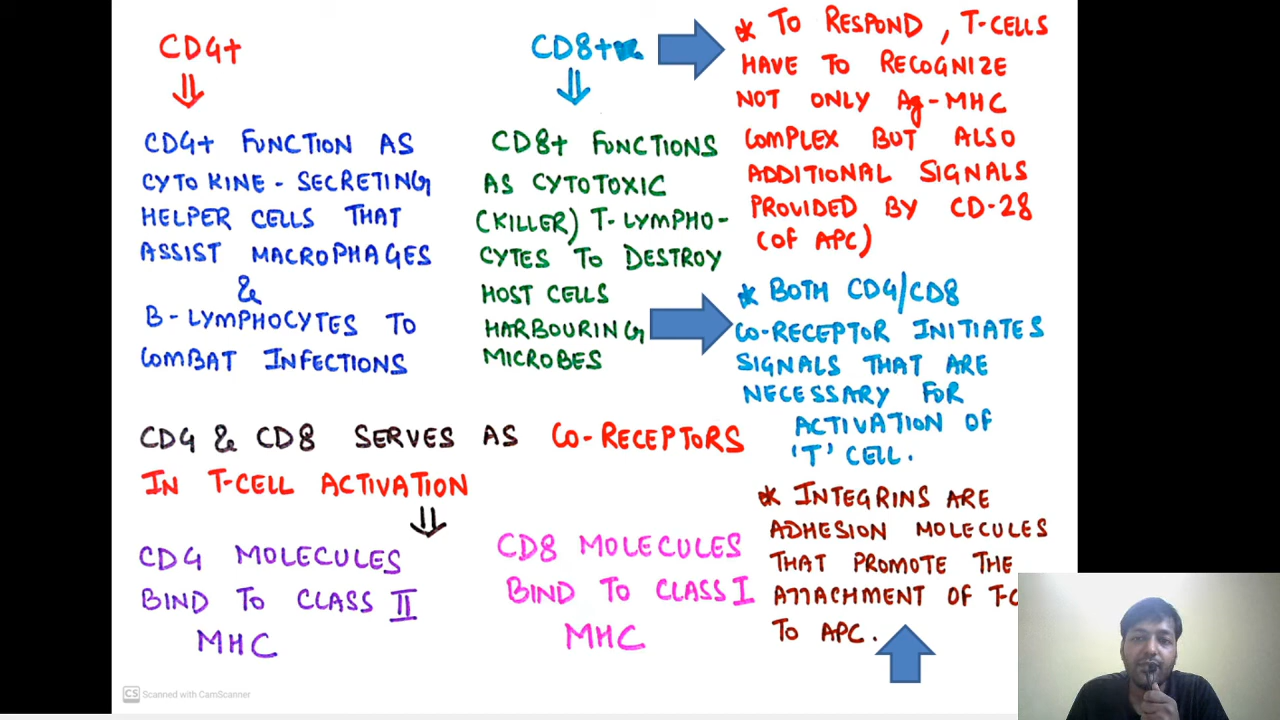 CD4+
CD4+ FUNCTION AS
CYTOKINE-SECRETING
HELPER CELLS THAT
ASSIST MACROPHAGES
&
B-LYMPHOCYTES TO
COMBAT INFECTIONS
CD8+
CD8+ FUNCTIONS
AS CYTOTOXIC
(KILLER) T-LYMPHO-
CYTES TO DESTROY
HOST CELLS
HARBOURING
MICROBES
CD4 & CD8 SERVES AS CO-RECEPTORS
IN T-CELL ACTIVATION
CD4 MOLECULES
BIND TO CLASS II
MHC
CD8 MOLECULES
BIND TO CLASS I
MHC
* TO RESPOND, T-CELLS
HAVE TO RECOGNIZE
NOT ONLY Ag-MHC
COMPLEX BUT ALSO
ADDITIONAL SIGNALS
PROVIDED BY CD-28
(OF APC)
* BOTH CD4/CD8
CO-RECEPTOR INITIATES
SIGNALS THAT ARE
NECESSARY FOR
ACTIVATION OF
'T' CELL.
* INTEGRINS ARE
ADHESION MOLECULES
THAT PROMOTE THE
ATTACHMENT OF T-C
TO APC.
CS Scanned with CamScanner